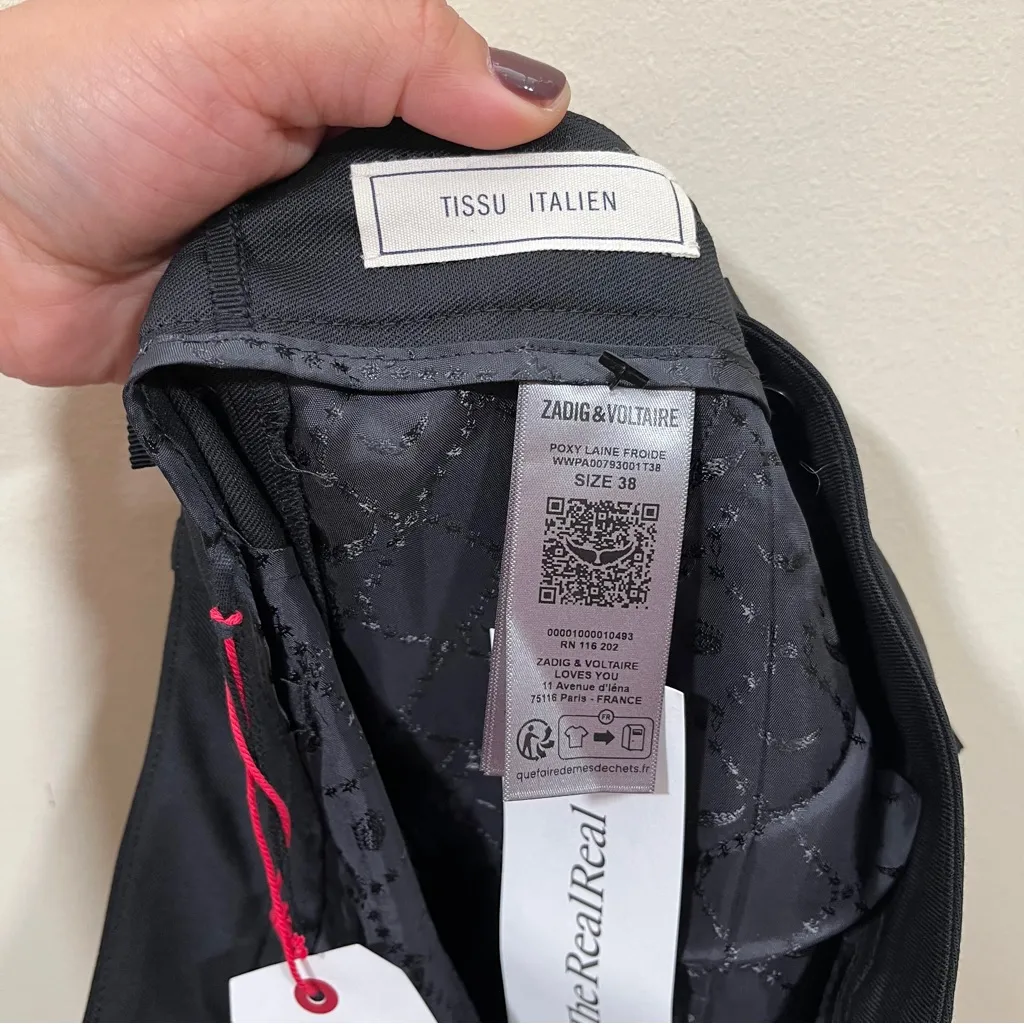 TISSU ITALIEN
ZADIG&VOLTAIRE
POXY LAINE FROIDE
WWPA00793001T38
SIZE 38
00001000010493
RN 116 202
ZADIG & VOLTAIRE
LOVES YOU
11 Avenue d'Iéna
75116 Paris - FRANCE
FR
quefairedemesdechets.fr
TheRealReal